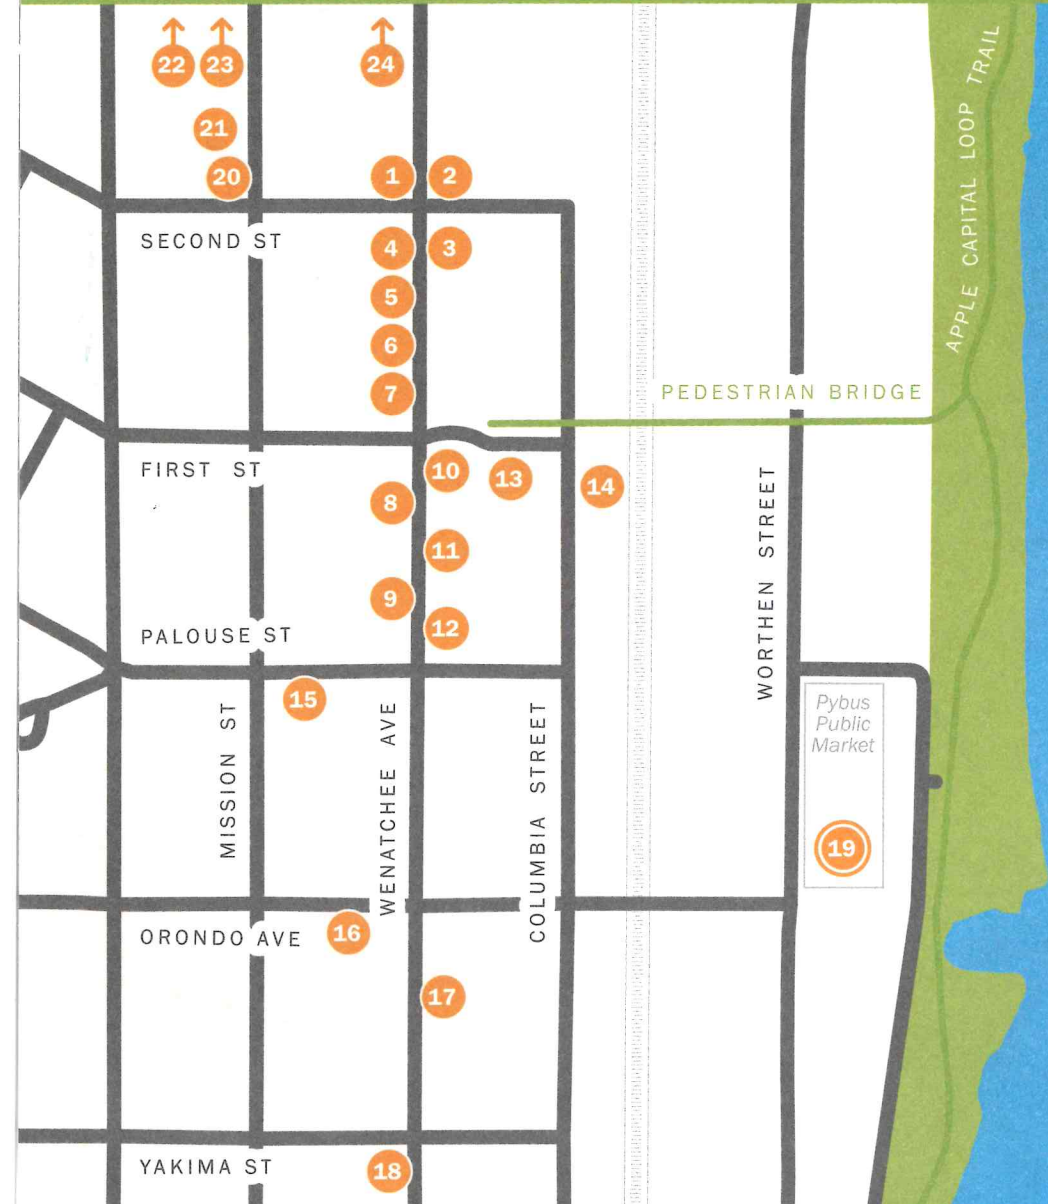 22
23
24
21
20
1
2
SECOND ST
4
3
5
6
7
APPLE CAPITAL LOOP TRAIL
PEDESTRIAN BRIDGE
FIRST ST
10
13
14
8
11
9
12
PALOUSE ST
WORTHEN STREET
15
MISSION ST
WENATCHEE AVE
COLUMBIA STREET
Pybus
Public
Market
19
ORONDO AVE
16
17
YAKIMA ST
18